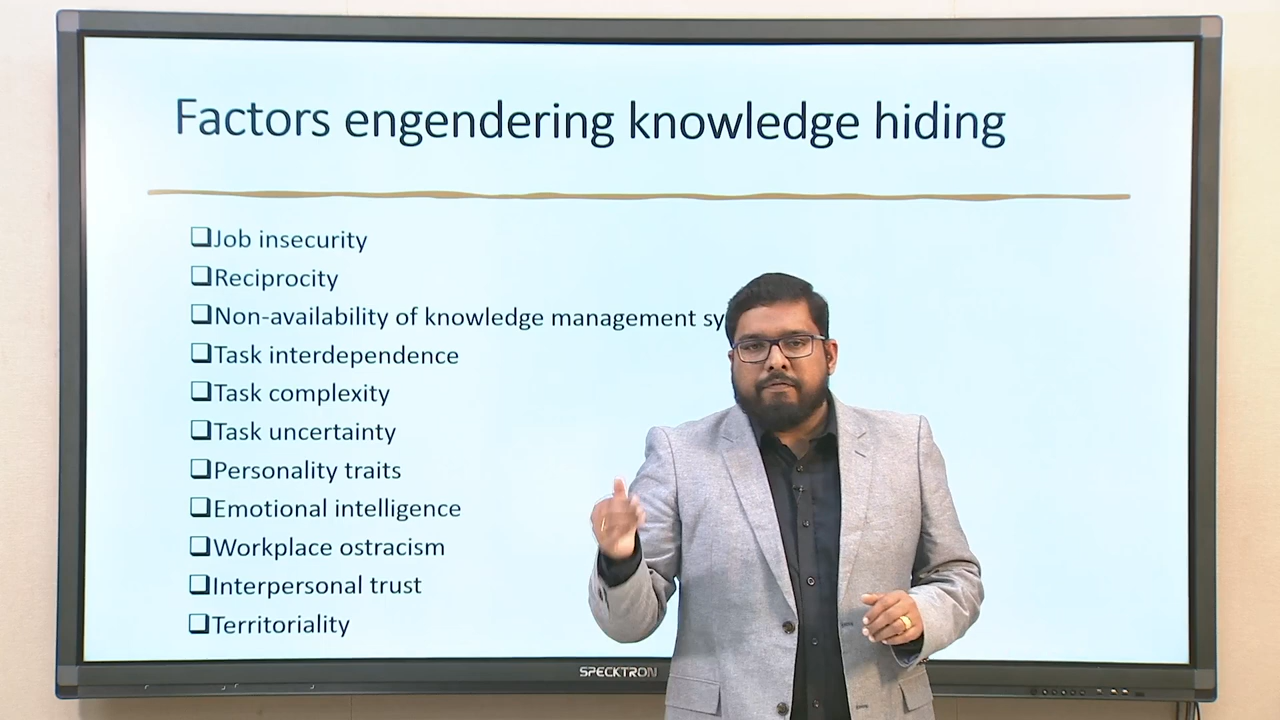 Factors engendering knowledge hiding
❑Job insecurity
❑Reciprocity
❑Non-availability of knowledge management
❑Task interdependence
❑Task complexity
❑Task uncertainty
❑Personality traits
❑Emotional intelligence
❑Workplace ostracism
❑Interpersonal trust
❑Territoriality
SPECKTRON